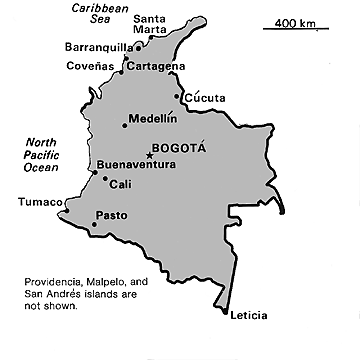 Caribbean
Sea
Santa
Marta
400 km
Barranquilla
Coveñas
Cartagena
Cúcuta
Medellín
BOGOTÁ
North
Pacific
Ocean
Buenaventura
Cali
Tumaco
Pasto
Providencia, Malpelo, and
San Andrés islands are
not shown.
Leticia